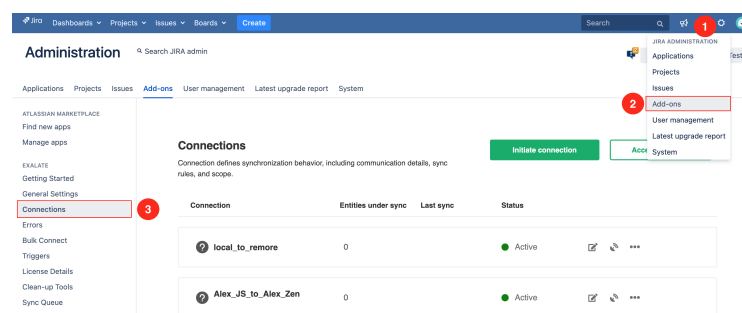 Jira Dashboards Projects Issues Boards Create Search
1
Administration Search JIRA admin
JIRA ADMINISTRATION
Applications
Test
Projects
Issues
Add-ons
User management
Latest upgrade report
System
2
Applications Projects Issues Add-ons User management Latest upgrade report System
ATLASSIAN MARKETPLACE
Find new apps
Manage apps
EXALATE
Getting Started
General Settings
Connections
3
Errors
Bulk Connect
Triggers
License Details
Clean-up Tools
Sync Queue
Connections
Connection defines synchronization behavior, including communication details, sync
rules, and scope.
Initiate connection
Acce
Connection Entities under sync Last sync Status
local_to_remore 0 Active
Alex_JS_to_Alex_Zen 0 Active